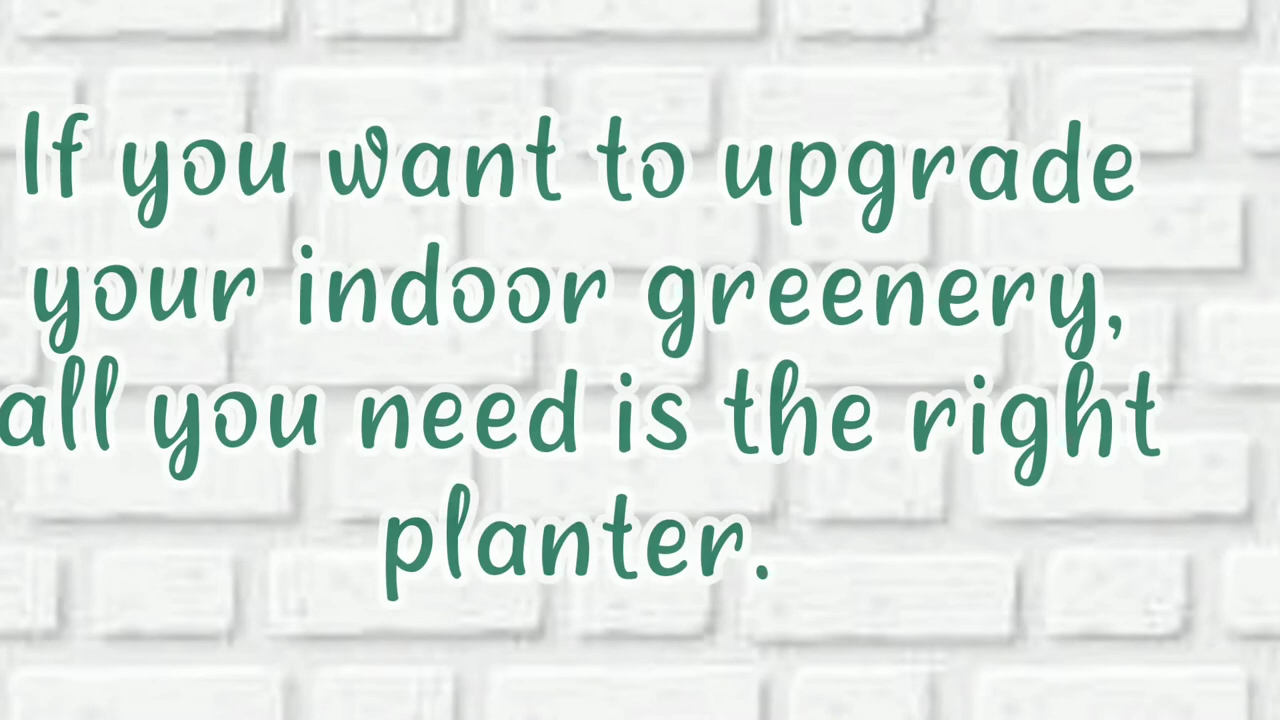 If you want to upgrade
your indoor greenery,
all you need is the right
planter.